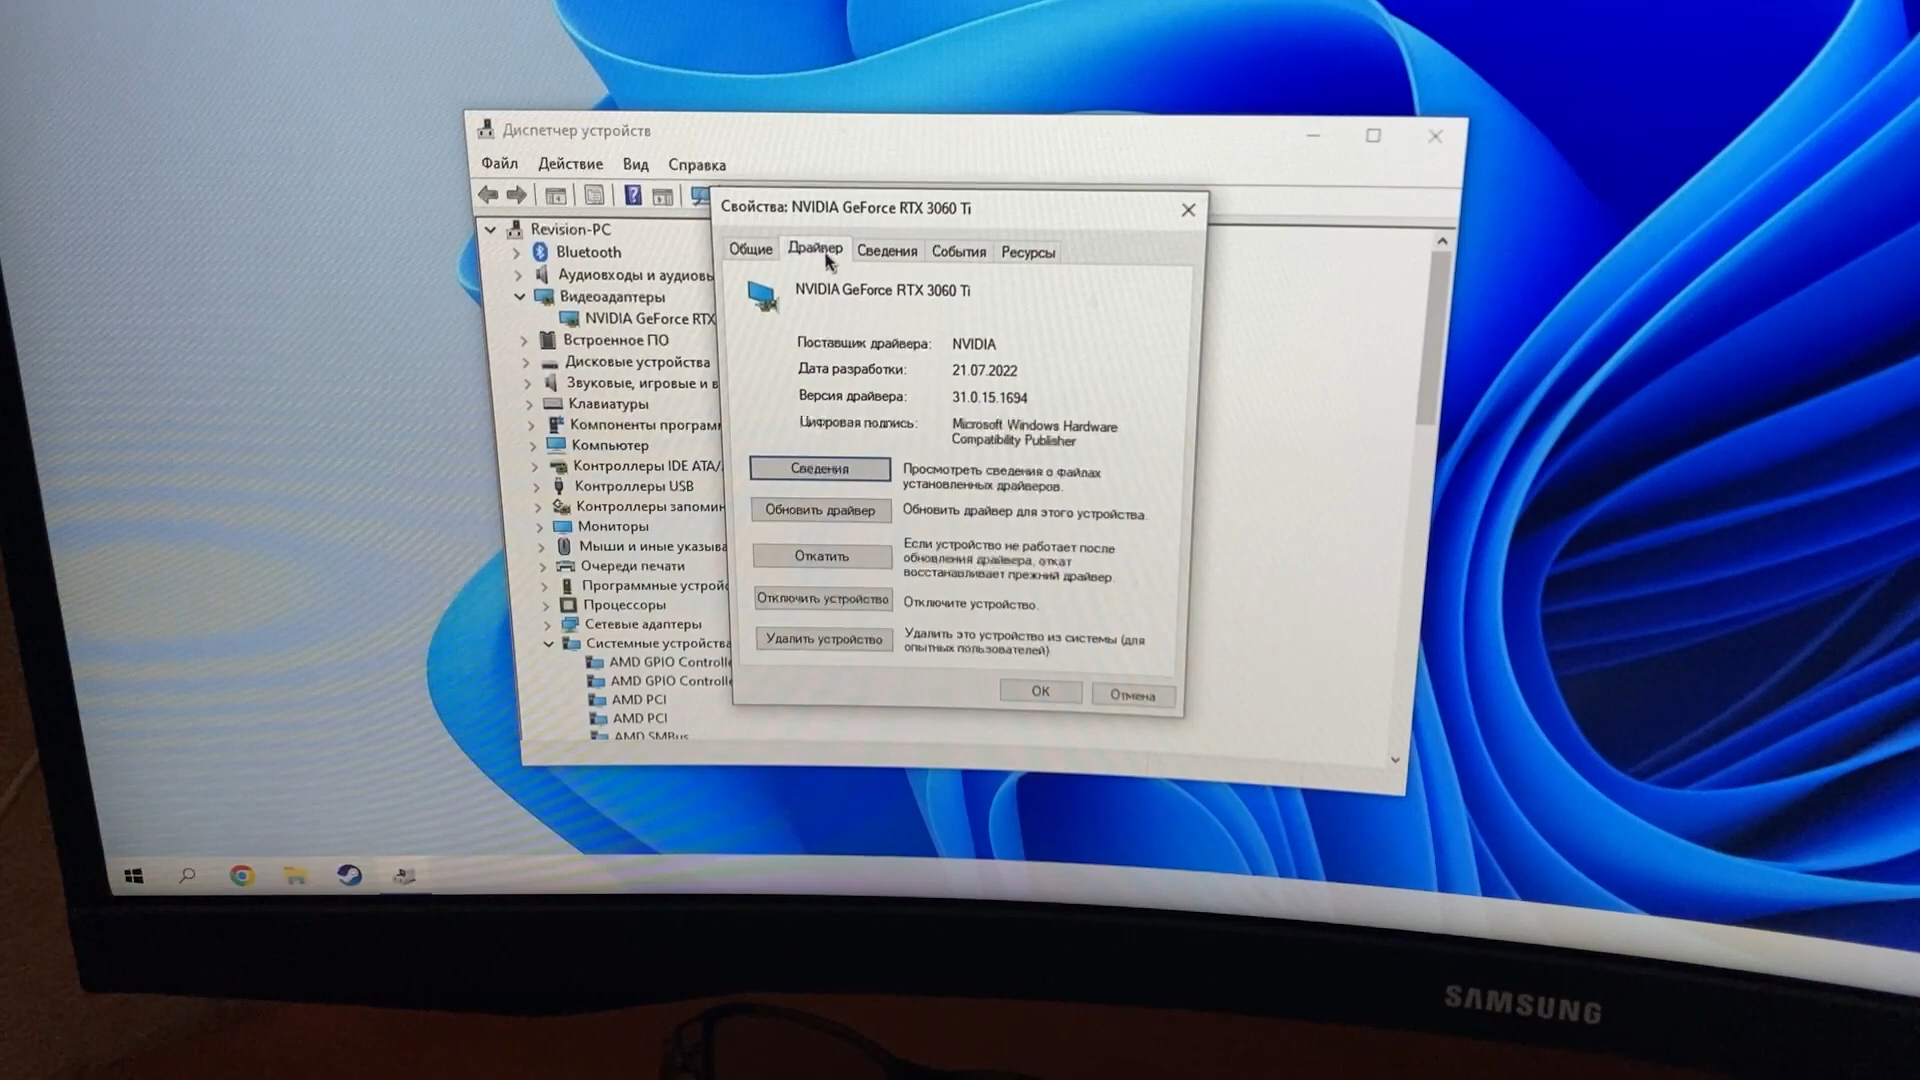 Диспетчер устройств
Файл Действие Вид Справка
Свойства: NVIDIA GeForce RTX 3060 Ti
Общие Драйвер Сведения События Ресурсы
NVIDIA GeForce RTX 3060 Ti
Поставщик драйвера: NVIDIA
Дата разработки: 21.07.2022
Версия драйвера: 31.0.15.1694
Цифровая подпись: Microsoft Windows Hardware
Compatibility Publisher
Сведения
Просмотреть сведения о файлах
установленных драйверов.
Обновить драйвер
Обновить драйвер для этого устройства.
Откатить
Если устройство не работает после
обновления драйвера, откат
восстанавливает прежний драйвер.
Отключить устройство
Отключите устройство.
Удалить устройство
Удалить это устройство из системы (для
опытных пользователей)
OK Отмена
Revision-PC
Bluetooth
Аудиовходы и аудиовы
Видеоадаптеры
NVIDIA GeForce RTX
Встроенное ПО
Дисковые устройства
Звуковые, игровые и в
Клавиатуры
Компоненты програм
Компьютер
Контроллеры IDE ATA/
Контроллеры USB
Контроллеры запомин
Мониторы
Мыши и иные указыва
Очереди печати
Программные устрой
Процессоры
Сетевые адаптеры
Системные устройства
AMD GPIO Controlle
AMD GPIO Controlle
AMD PCI
AMD PCI
AMD SMBus
SAMSUNG